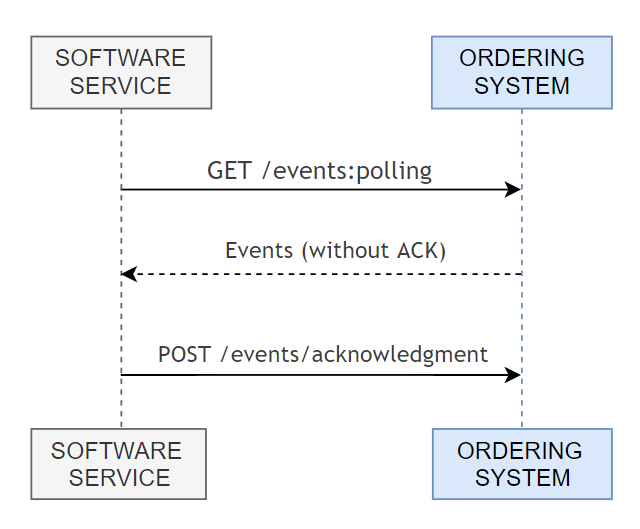 SOFTWARE
SERVICE
ORDERING
SYSTEM
GET /events:polling
Events (without ACK)
POST /events/acknowledgment
SOFTWARE
SERVICE
ORDERING
SYSTEM